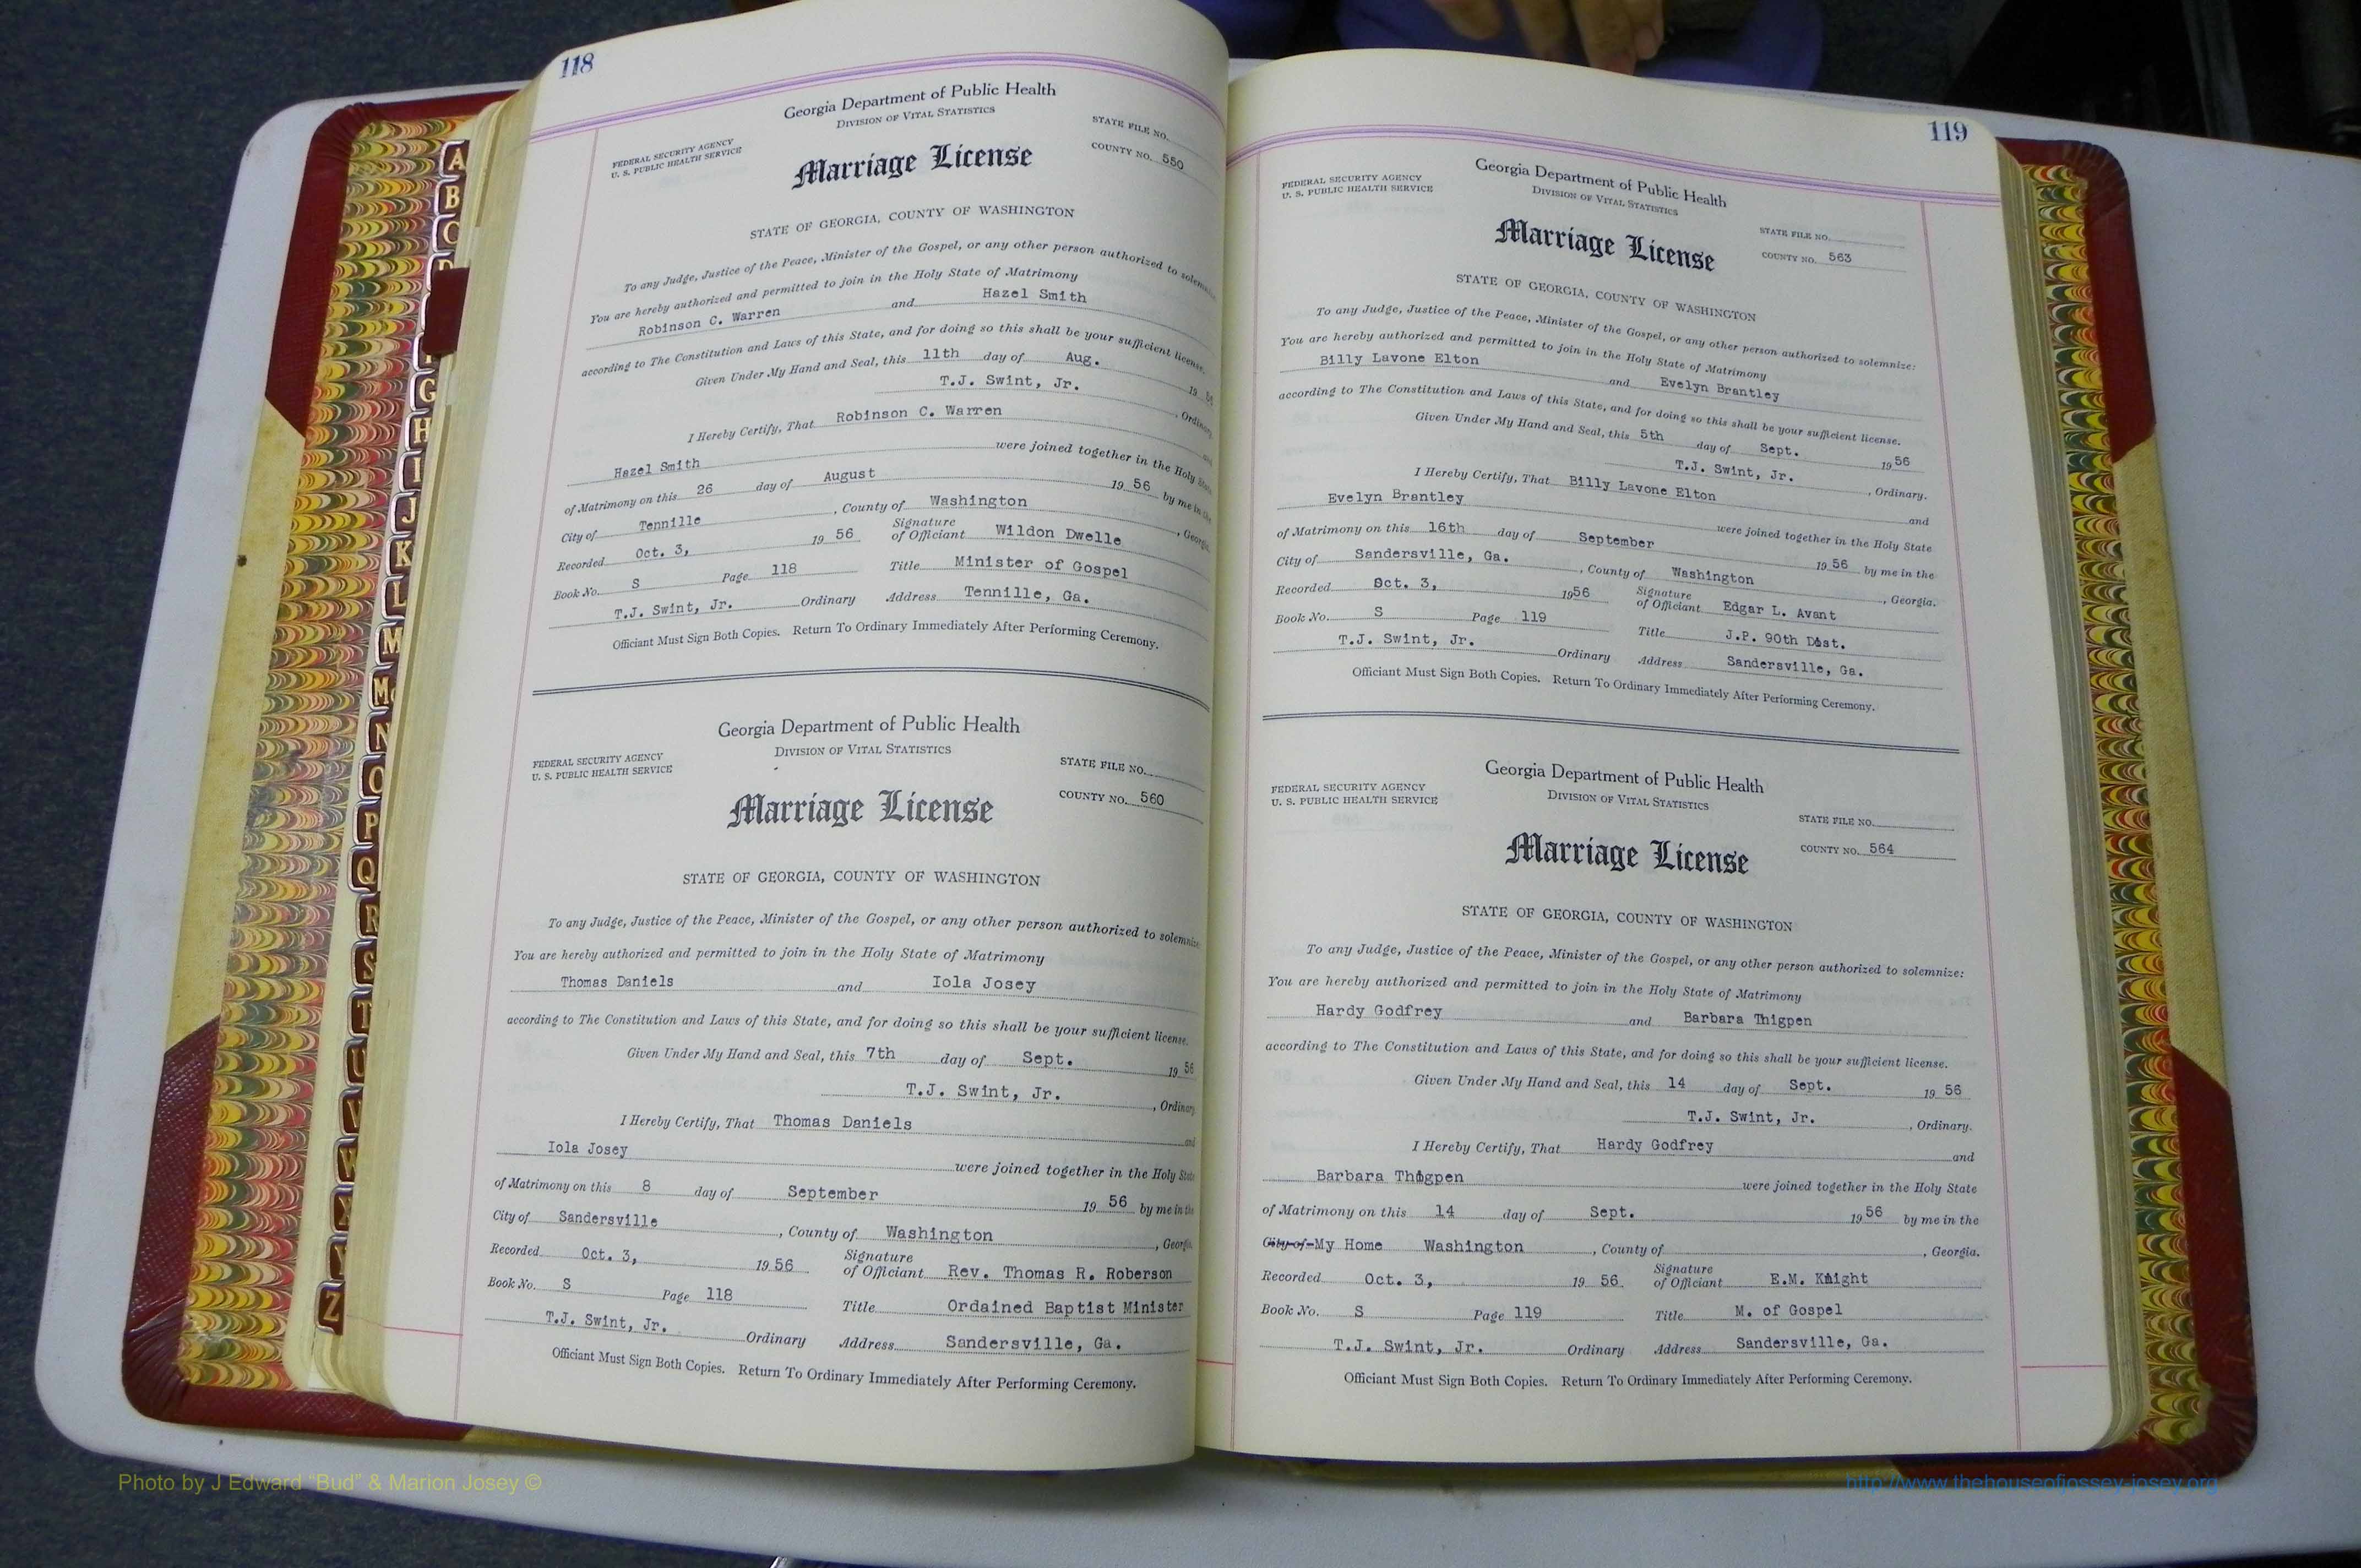 118
Georgia Department of Public Health
DIVISION OF VITAL STATISTICS
FEDERAL SECURITY AGENCY
U. S. PUBLIC HEALTH SERVICE
STATE FILE NO.
COUNTY NO. 550
Marriage License
STATE OF GEORGIA, COUNTY OF WASHINGTON
To any Judge, Justice of the Peace, Minister of the Gospel, or any other person authorized to solemnize
You are hereby authorized and permitted to join in the Holy State of Matrimony
Robinson C. Warren and Hazel Smith
according to The Constitution and Laws of this State, and for doing so this shall be your sufficient license.
Given Under My Hand and Seal, this 11th day of Aug. 19 56
T.J. Swint, Jr. , Ordinary.
I Hereby Certify, That Robinson C. Warren and
Hazel Smith were joined together in the Holy State
of Matrimony on this 26 day of August 19 56 by me in the
City of Tennille , County of Washington , Georgia.
Recorded Oct. 3, 19 56 Signature of Officiant Wildon Dwelle
Book No. S Page 118 Title Minister of Gospel
T.J. Swint, Jr. Ordinary Address Tennille, Ga.
Officiant Must Sign Both Copies. Return To Ordinary Immediately After Performing Ceremony.
Georgia Department of Public Health
DIVISION OF VITAL STATISTICS
FEDERAL SECURITY AGENCY
U. S. PUBLIC HEALTH SERVICE
STATE FILE NO.
COUNTY NO. 560
Marriage License
STATE OF GEORGIA, COUNTY OF WASHINGTON
To any Judge, Justice of the Peace, Minister of the Gospel, or any other person authorized to solemnize
You are hereby authorized and permitted to join in the Holy State of Matrimony
Thomas Daniels and Iola Josey
according to The Constitution and Laws of this State, and for doing so this shall be your sufficient license.
Given Under My Hand and Seal, this 7th day of Sept. 19 56
T.J. Swint, Jr. , Ordinary
I Hereby Certify, That Thomas Daniels and
Iola Josey were joined together in the Holy State
of Matrimony on this 8 day of September 19 56 by me in the
City of Sandersville , County of Washington , Georgia
Recorded Oct. 3, 19 56 Signature of Officiant Rev. Thomas R. Roberson
Book No. S Page 118 Title Ordained Baptist Minister
T.J. Swint, Jr. Ordinary Address Sandersville, Ga.
Officiant Must Sign Both Copies. Return To Ordinary Immediately After Performing Ceremony.
119
Georgia Department of Public Health
DIVISION OF VITAL STATISTICS
FEDERAL SECURITY AGENCY
U. S. PUBLIC HEALTH SERVICE
STATE FILE NO.
COUNTY NO. 563
Marriage License
STATE OF GEORGIA, COUNTY OF WASHINGTON
To any Judge, Justice of the Peace, Minister of the Gospel, or any other person authorized to solemnize:
You are hereby authorized and permitted to join in the Holy State of Matrimony
Billy Lavone Elton and Evelyn Brantley
according to The Constitution and Laws of this State, and for doing so this shall be your sufficient license.
Given Under My Hand and Seal, this 5th day of Sept. 19 56
T.J. Swint, Jr. , Ordinary.
I Hereby Certify, That Billy Lavone Elton and
Evelyn Brantley were joined together in the Holy State
of Matrimony on this 16th day of September 19 56 by me in the
City of Sandersville, Ga. , County of Washington , Georgia.
Recorded Oct. 3, 1956 Signature of Officiant Edgar L. Avant
Book No. S Page 119 Title J.P. 90th Dist.
T.J. Swint, Jr. Ordinary Address Sandersville, Ga.
Officiant Must Sign Both Copies. Return To Ordinary Immediately After Performing Ceremony.
Georgia Department of Public Health
DIVISION OF VITAL STATISTICS
FEDERAL SECURITY AGENCY
U. S. PUBLIC HEALTH SERVICE
STATE FILE NO.
COUNTY NO. 564
Marriage License
STATE OF GEORGIA, COUNTY OF WASHINGTON
To any Judge, Justice of the Peace, Minister of the Gospel, or any other person authorized to solemnize:
You are hereby authorized and permitted to join in the Holy State of Matrimony
Hardy Godfrey and Barbara Thigpen
according to The Constitution and Laws of this State, and for doing so this shall be your sufficient license.
Given Under My Hand and Seal, this 14 day of Sept. 19 56
T.J. Swint, Jr. , Ordinary.
I Hereby Certify, That Hardy Godfrey and
Barbara Thigpen were joined together in the Holy State
of Matrimony on this 14 day of Sept. 19 56 by me in the
City of My Home Washington , County of , Georgia.
Recorded Oct. 3, 19 56 Signature of Officiant E.M. Knight
Book No. S Page 119 Title M. of Gospel
T.J. Swint, Jr. Ordinary Address Sandersville, Ga.
Officiant Must Sign Both Copies. Return To Ordinary Immediately After Performing Ceremony.
A
B
C
D
G
H
I
J
K
L
M
Mc
N
O
P
Q
R
S
T
U
V
W
X
Y
Z
Photo by J Edward “Bud” & Marion Josey ©
http://www.thehouseofjossey-josey.org